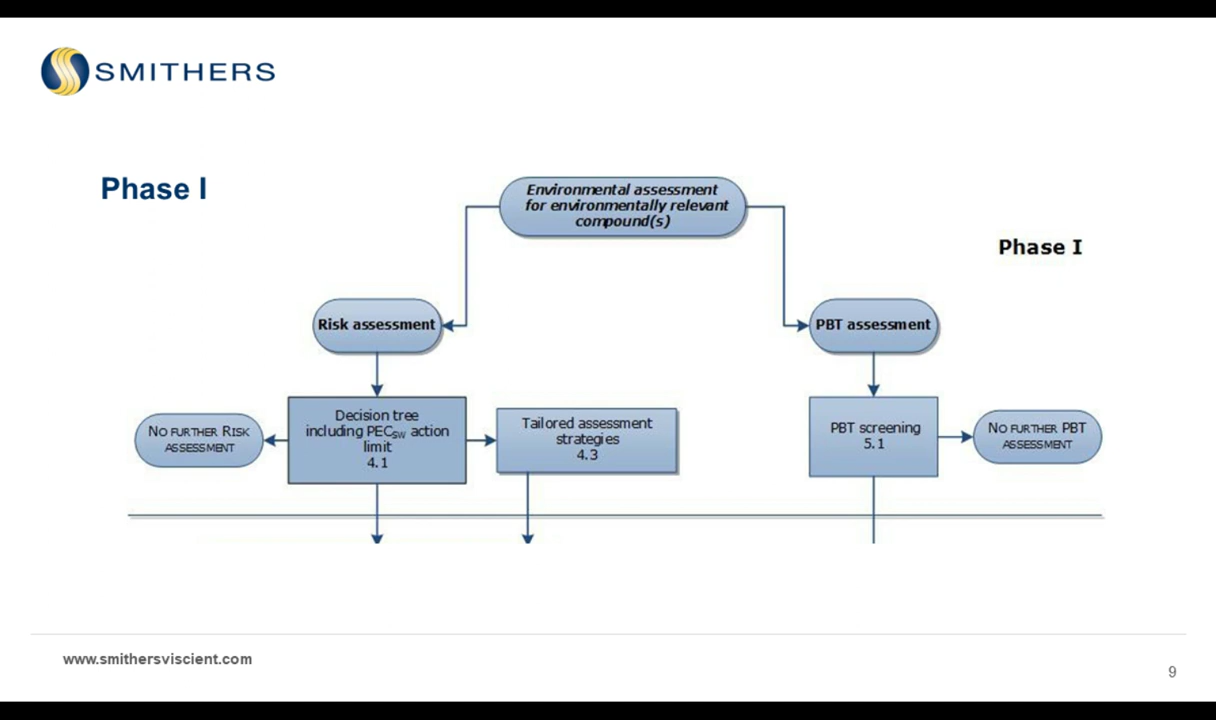 SMITHERS
Phase I
Environmental assessment
for environmentally relevant
compound(s)
Phase I
Risk assessment
PBT assessment
NO FURTHER RISK
ASSESSMENT
Decision tree
including PECSW action
limit
4.1
Tailored assessment
strategies
4.3
PBT screening
5.1
NO FURTHER PBT
ASSESSMENT
www.smithersviscient.com
9